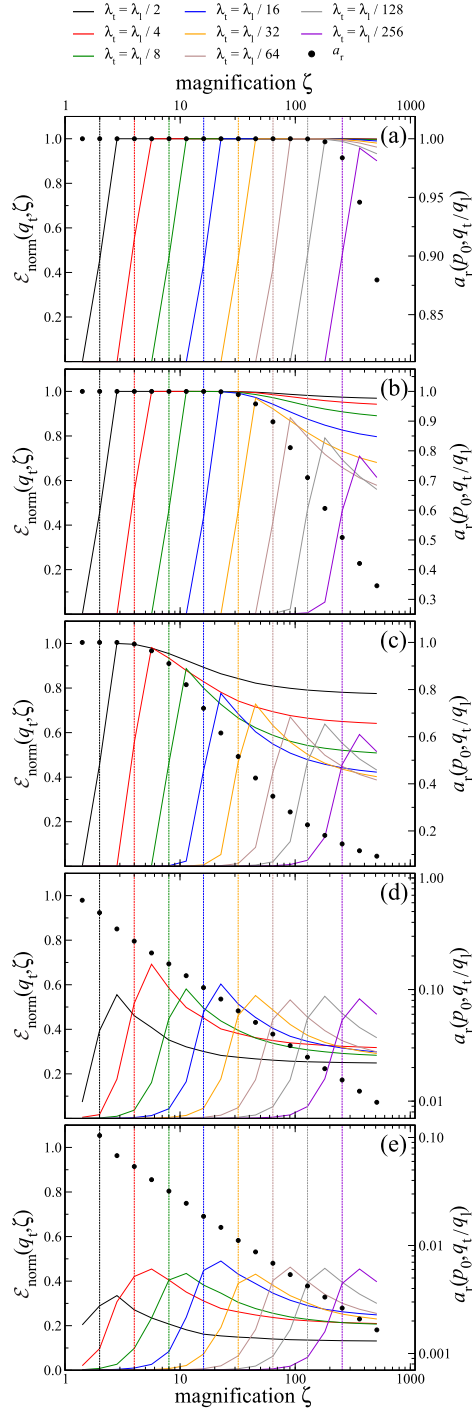 λt = λl / 2 λt = λl / 16 λt = λl / 128
λt = λl / 4 λt = λl / 32 λt = λl / 256
λt = λl / 8 λt = λl / 64 ar
magnification ζ
1 10 100 1000
(a)
1.0 0.8 0.6 0.4 0.2
1.00 0.95 0.90 0.85
ℰnorm(qt,ζ)
ar(p0,qt/ql)
(b)
1.0 0.8 0.6 0.4 0.2
1.0 0.9 0.8 0.7 0.6 0.5 0.4 0.3
ℰnorm(qt,ζ)
ar(p0,qt/ql)
(c)
1.0 0.8 0.6 0.4 0.2
1.0 0.8 0.6 0.4 0.2
ℰnorm(qt,ζ)
ar(p0,qt/ql)
(d)
1.0 0.8 0.6 0.4 0.2
1.00 0.10 0.01
ℰnorm(qt,ζ)
ar(p0,qt/ql)
(e)
1.0 0.8 0.6 0.4 0.2 0.0
0.100 0.010 0.001
ℰnorm(qt,ζ)
ar(p0,qt/ql)
1 10 100 1000
magnification ζ